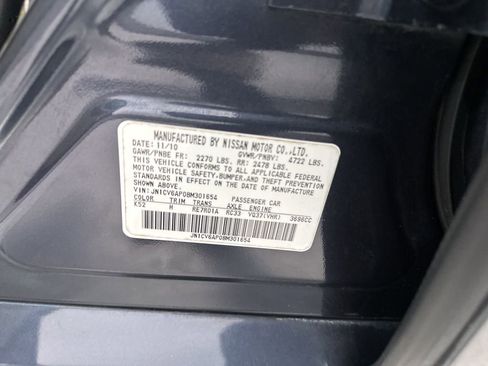 MANUFACTURED BY NISSAN MOTOR CO.,LTD.
DATE: 11/10 GVWR/PNBV: 4722 LBS.
GAWR/PNBE FR: 2270 LBS. RR: 2478 LBS.
THIS VEHICLE CONFORMS TO ALL APPLICABLE FEDERAL
MOTOR VEHICLE SAFETY,BUMPER,AND THEFT PREVENTION
STANDARDS IN EFFECT ON THE DATE OF MANUFACTURE
SHOWN ABOVE.
VIN: JN1CV6AP0BM301654 PASSENGER CAR
COLOR TRIM TRANS AXLE ENGINE
K52 H RE7R01A RC33 VQ37(VHR) 3696CC
JN1CV6AP0BM301654